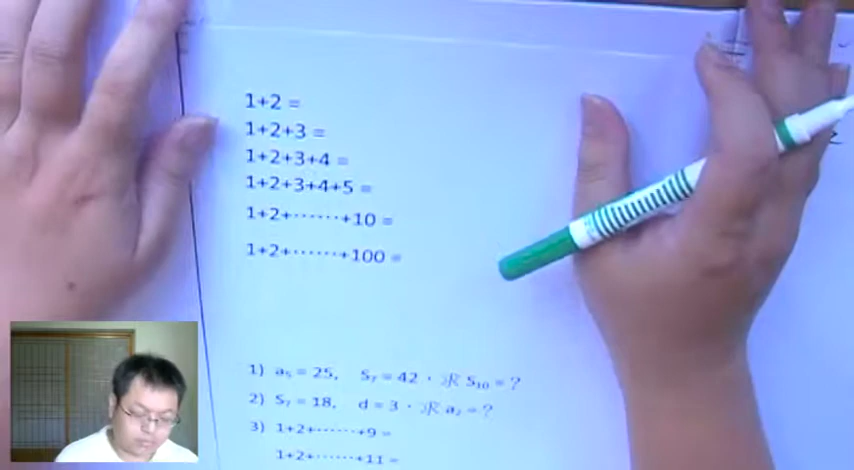 1+2 =
1+2+3 =
1+2+3+4 =
1+2+3+4+5 =
1+2+⋯⋯+10 =
1+2+⋯⋯+100 =
1) a₅ = 25, S₇ = 42，求 S₁₀ = ?
2) S₇ = 18, d = 3，求 a₂ = ?
3) 1+2+⋯⋯+9 =
1+2+⋯⋯+11 =